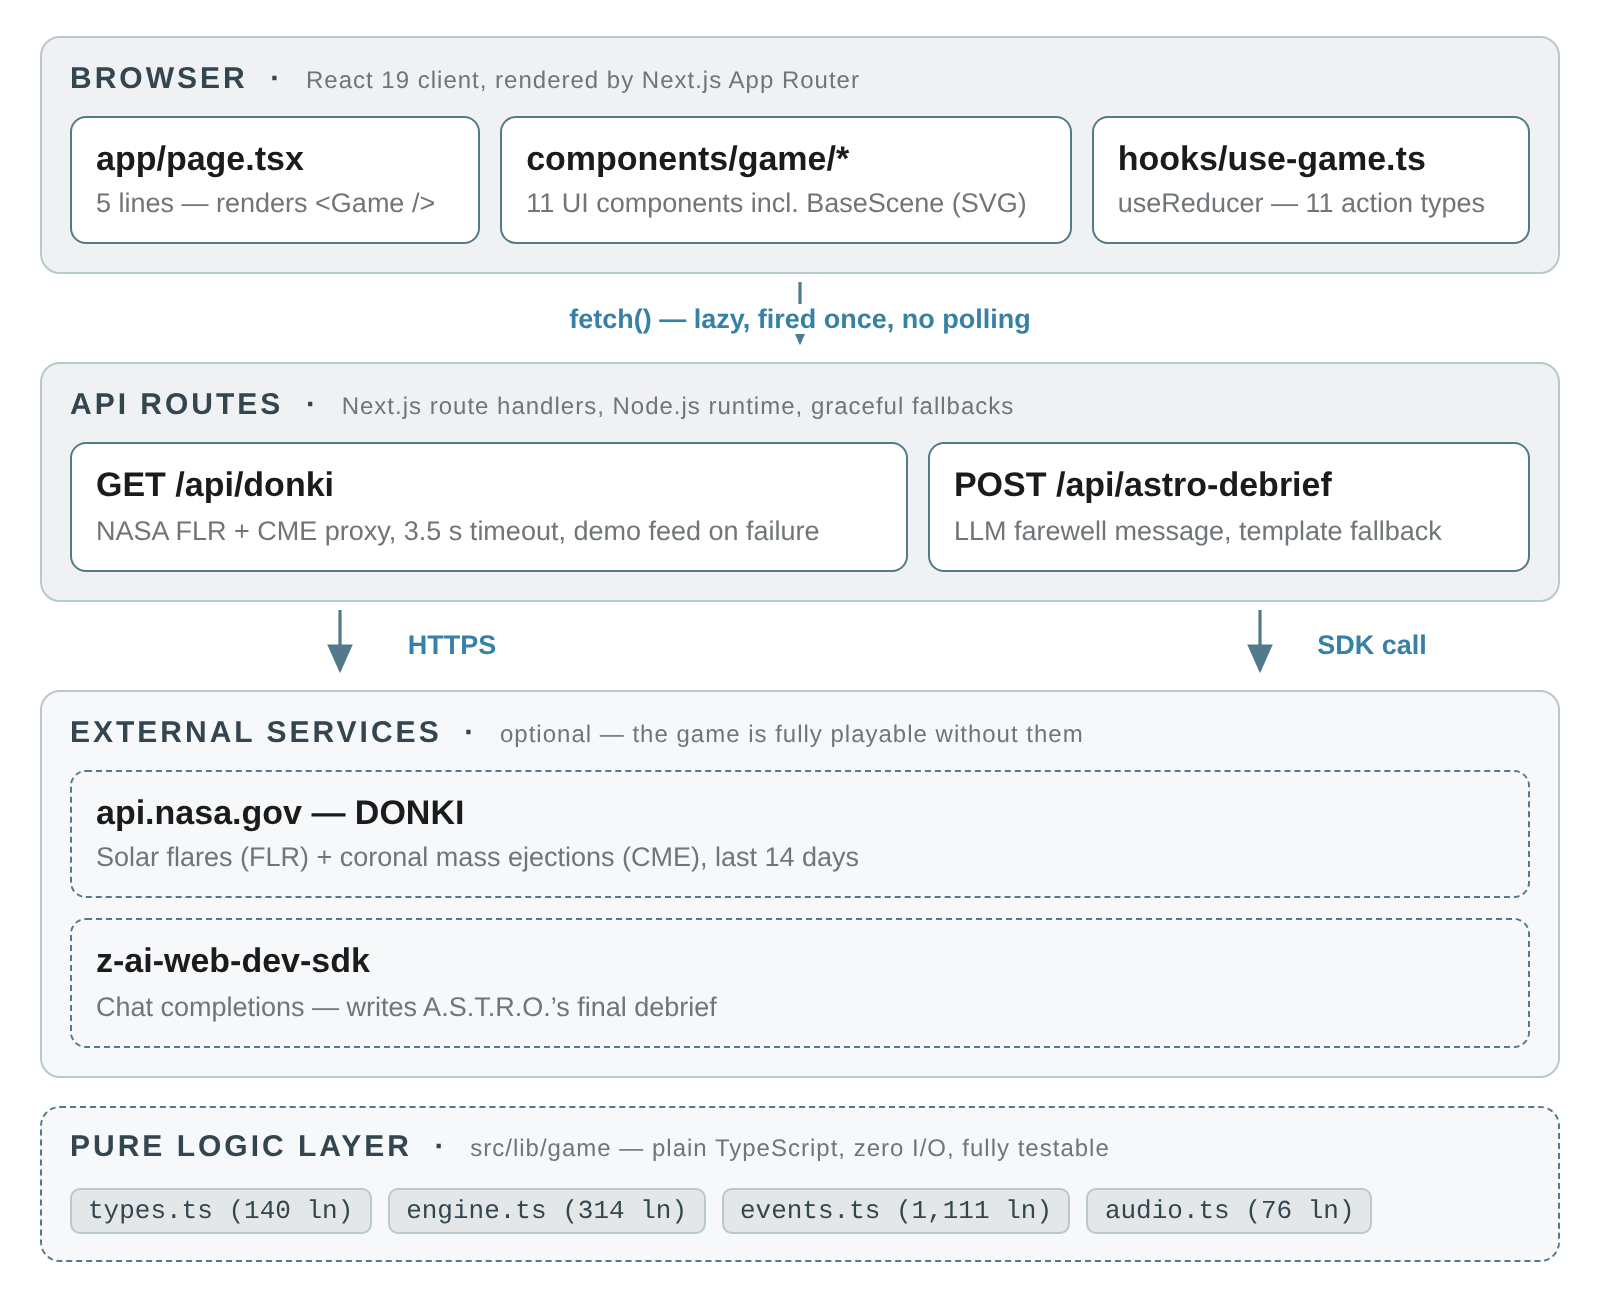 BROWSER · React 19 client, rendered by Next.js App Router
app/page.tsx
5 lines — renders <Game />
components/game/*
11 UI components incl. BaseScene (SVG)
hooks/use-game.ts
useReducer — 11 action types
fetch() — lazy, fired once, no polling
API ROUTES · Next.js route handlers, Node.js runtime, graceful fallbacks
GET /api/donki
NASA FLR + CME proxy, 3.5 s timeout, demo feed on failure
POST /api/astro-debrief
LLM farewell message, template fallback
HTTPS
SDK call
EXTERNAL SERVICES · optional — the game is fully playable without them
api.nasa.gov — DONKI
Solar flares (FLR) + coronal mass ejections (CME), last 14 days
z-ai-web-dev-sdk
Chat completions — writes A.S.T.R.O.’s final debrief
PURE LOGIC LAYER · src/lib/game — plain TypeScript, zero I/O, fully testable
types.ts (140 ln)
engine.ts (314 ln)
events.ts (1,111 ln)
audio.ts (76 ln)